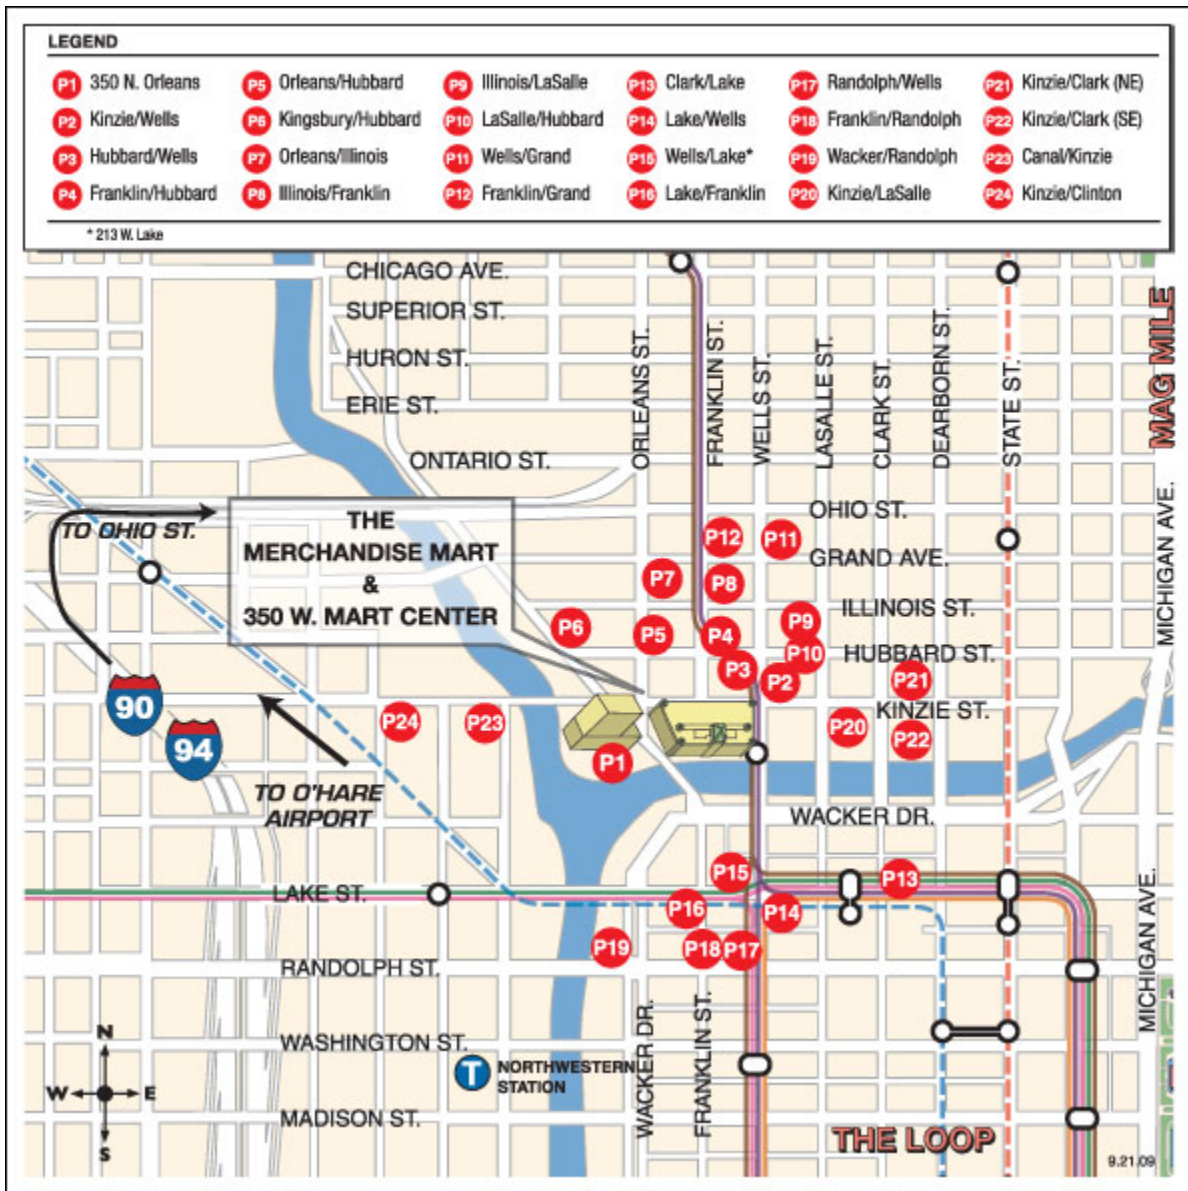 LEGEND
P1 350 N. Orleans
P2 Kinzie/Wells
P3 Hubbard/Wells
P4 Franklin/Hubbard
P5 Orleans/Hubbard
P6 Kingsbury/Hubbard
P7 Orleans/Illinois
P8 Illinois/Franklin
P9 Illinois/LaSalle
P10 LaSalle/Hubbard
P11 Wells/Grand
P12 Franklin/Grand
P13 Clark/Lake
P14 Lake/Wells
P15 Wells/Lake*
P16 Lake/Franklin
P17 Randolph/Wells
P18 Franklin/Randolph
P19 Wacker/Randolph
P20 Kinzie/LaSalle
P21 Kinzie/Clark (NE)
P22 Kinzie/Clark (SE)
P23 Canal/Kinzie
P24 Kinzie/Clinton
* 213 W. Lake
CHICAGO AVE.
SUPERIOR ST.
HURON ST.
ERIE ST.
ONTARIO ST.
ORLEANS ST.
FRANKLIN ST.
WELLS ST.
LASALLE ST.
CLARK ST.
DEARBORN ST.
STATE ST.
MAG MILE
MICHIGAN AVE.
OHIO ST.
GRAND AVE.
ILLINOIS ST.
HUBBARD ST.
KINZIE ST.
TO OHIO ST.
THE
MERCHANDISE MART
&
350 W. MART CENTER
P12
P11
P7
P8
P6
P5
P4
P9
P10
P3
P2
P21
P24
P23
P20
P22
P1
90
94
TO O'HARE
AIRPORT
WACKER DR.
P15
P13
LAKE ST.
P16
P14
P19
P18
P17
RANDOLPH ST.
MICHIGAN AVE.
WASHINGTON ST.
T
NORTHWESTERN
STATION
WACKER DR.
FRANKLIN ST.
MADISON ST.
THE LOOP
N
W
E
S
9.21.09